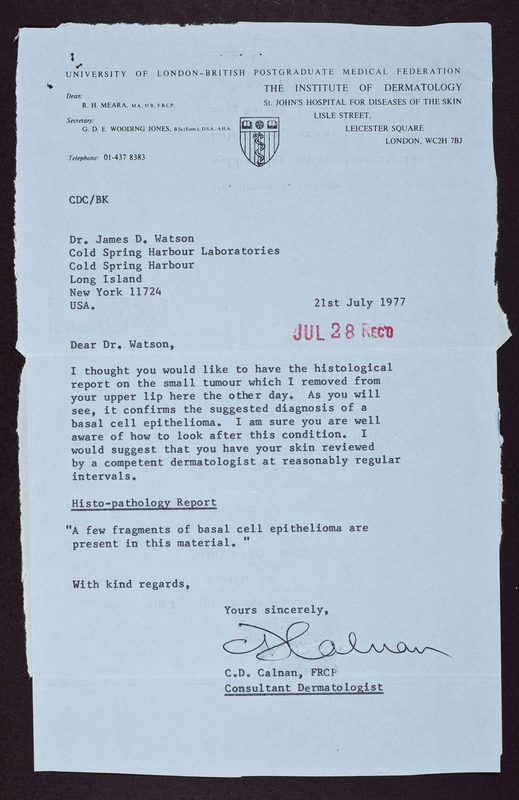 UNIVERSITY OF LONDON–BRITISH POSTGRADUATE MEDICAL FEDERATION
THE INSTITUTE OF DERMATOLOGY
St. JOHN'S HOSPITAL FOR DISEASES OF THE SKIN
LISLE STREET,
LEICESTER SQUARE
LONDON, WC2H 7BJ
Dean:
R. H. MEARA, M.A., M.B., F.R.C.P.
Secretary:
G. D. E. WOODING JONES, B.Sc.(Econ.), D.S.A., A.H.A.
Telephone: 01-437 8383
CDC/BK
Dr. James D. Watson
Cold Spring Harbour Laboratories
Cold Spring Harbour
Long Island
New York 11724
USA.
21st July 1977
JUL 28 REC'D
Dear Dr. Watson,
I thought you would like to have the histological
report on the small tumour which I removed from
your upper lip here the other day. As you will
see, it confirms the suggested diagnosis of a
basal cell epithelioma. I am sure you are well
aware of how to look after this condition. I
would suggest that you have your skin reviewed
by a competent dermatologist at reasonably regular
intervals.
Histo-pathology Report
"A few fragments of basal cell epithelioma are
present in this material. "
With kind regards,
Yours sincerely,
CDCalnan
C.D. Calnan, FRCP
Consultant Dermatologist